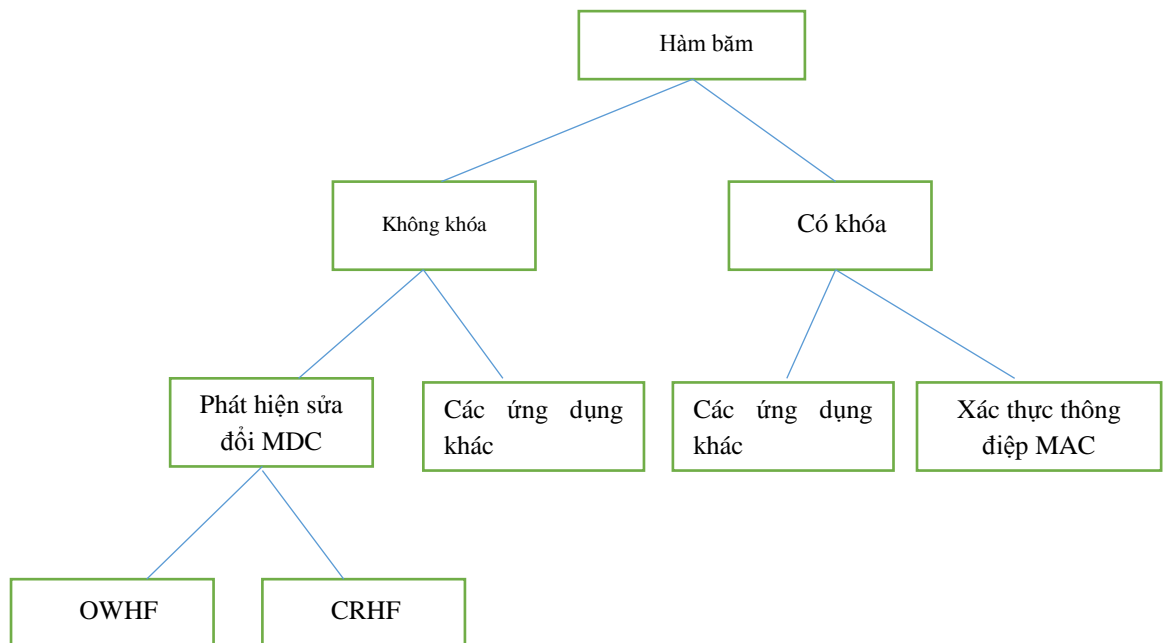 Hàm băm
Không khóa
Có khóa
Phát hiện sửa
đổi MDC
Các ứng dụng
khác
Các ứng dụng
khác
Xác thực thông
điệp MAC
OWHF
CRHF